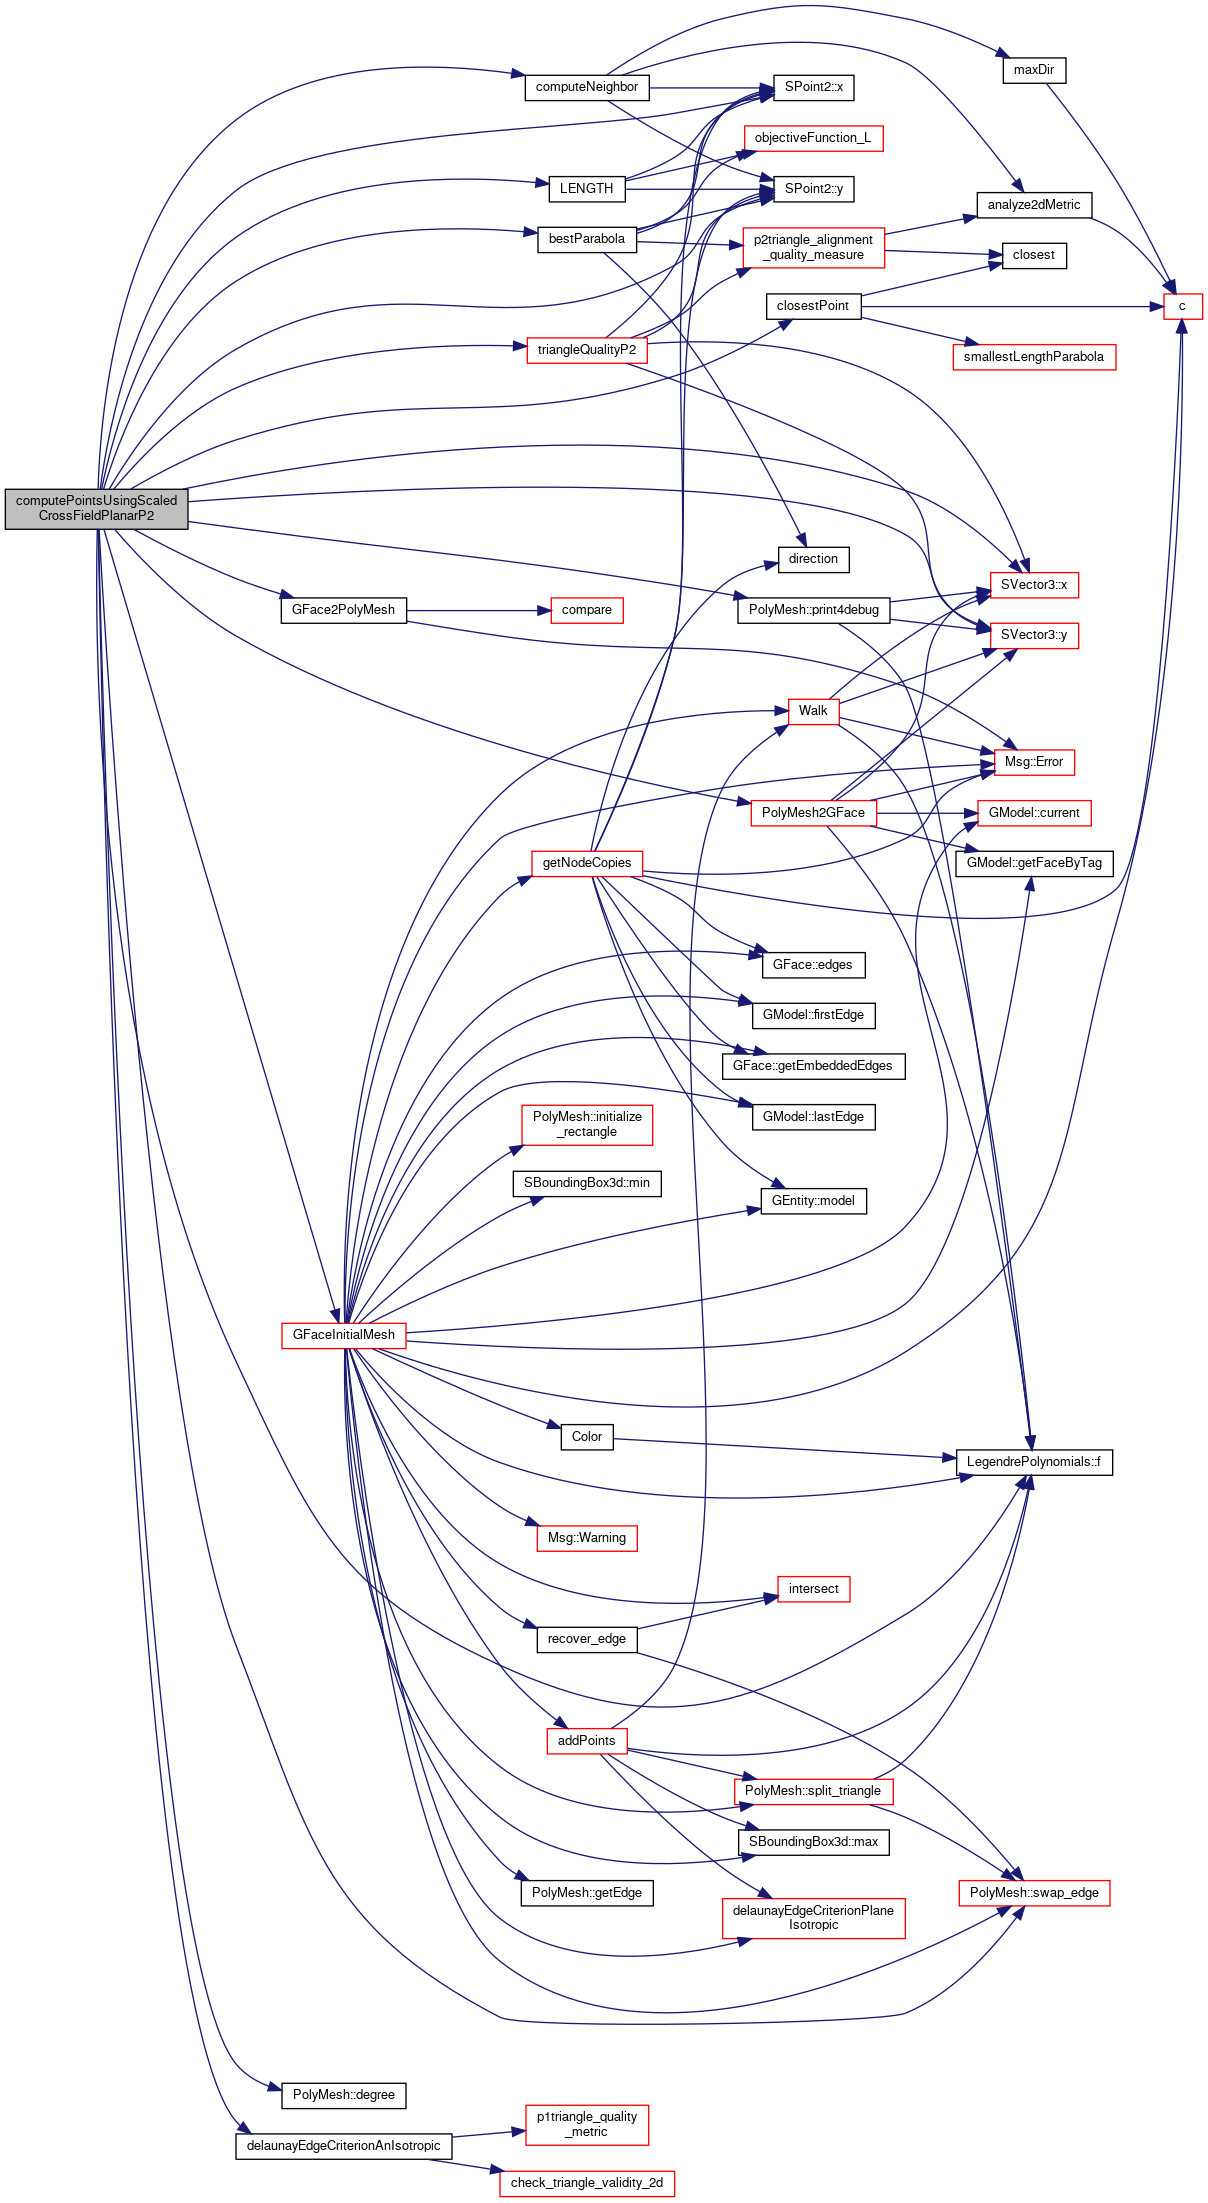 maxDir
computeNeighbor
SPoint2::x
objectiveFunction_L
LENGTH
SPoint2::y
analyze2dMetric
bestParabola
p2triangle_alignment
_quality_measure
closest
closestPoint
c
triangleQualityP2
smallestLengthParabola
computePointsUsingScaled
CrossFieldPlanarP2
direction
SVector3::x
GFace2PolyMesh
compare
PolyMesh::print4debug
SVector3::y
Walk
Msg::Error
PolyMesh2GFace
GModel::current
getNodeCopies
GModel::getFaceByTag
GFace::edges
GModel::firstEdge
GFace::getEmbeddedEdges
GModel::lastEdge
PolyMesh::initialize
_rectangle
SBoundingBox3d::min
GEntity::model
GFaceInitialMesh
Color
LegendrePolynomials::f
Msg::Warning
intersect
recover_edge
addPoints
PolyMesh::split_triangle
SBoundingBox3d::max
PolyMesh::getEdge
PolyMesh::swap_edge
delaunayEdgeCriterionPlane
Isotropic
PolyMesh::degree
p1triangle_quality
_metric
delaunayEdgeCriterionAnIsotropic
check_triangle_validity_2d